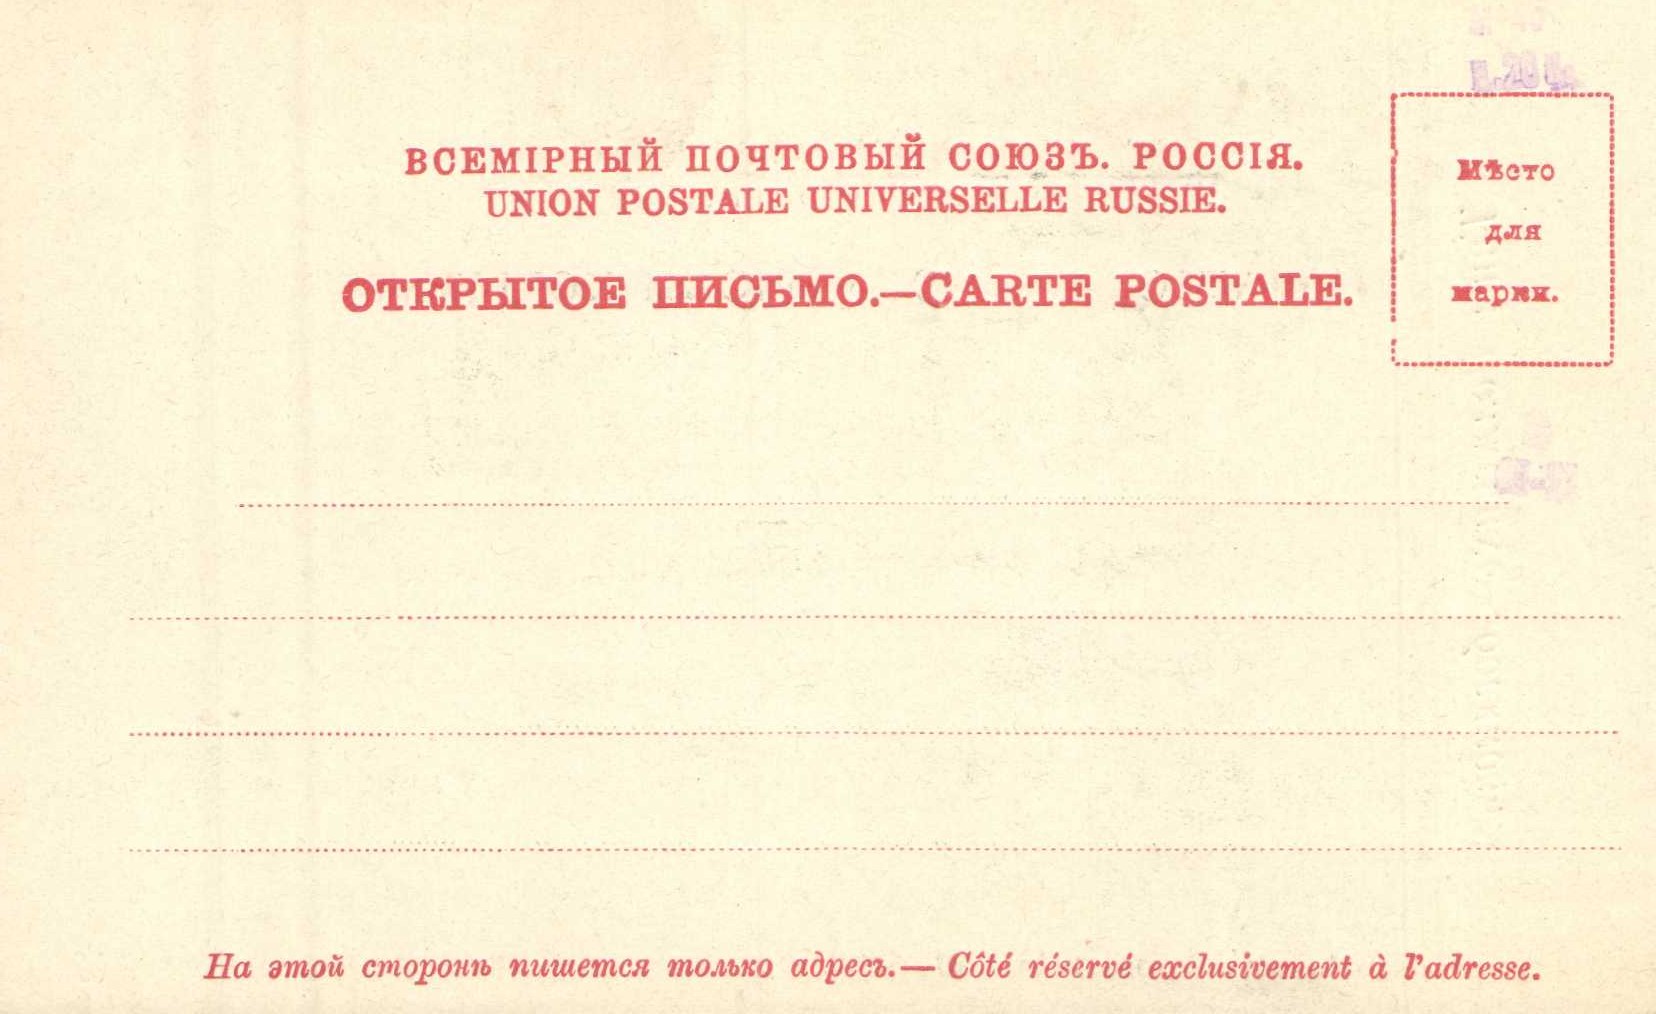 ВСЕМІРНЫЙ ПОЧТОВЫЙ СОЮЗЪ. РОССІЯ.
UNION POSTALE UNIVERSELLE RUSSIE.
ОТКРЫТОЕ ПИСЬМО.—CARTE POSTALE.
Мѣсто
для
марки.
На этой сторонѣ пишется только адресъ.— Côté réservé exclusivement à l'adresse.